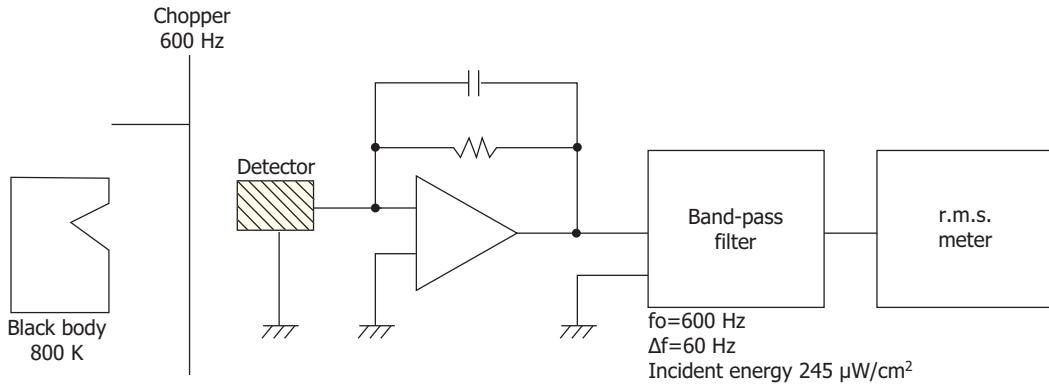 Chopper
600 Hz
Detector
Black body
800 K
Band-pass
filter
r.m.s.
meter
fo=600 Hz
Δf=60 Hz
Incident energy 245 μW/cm²